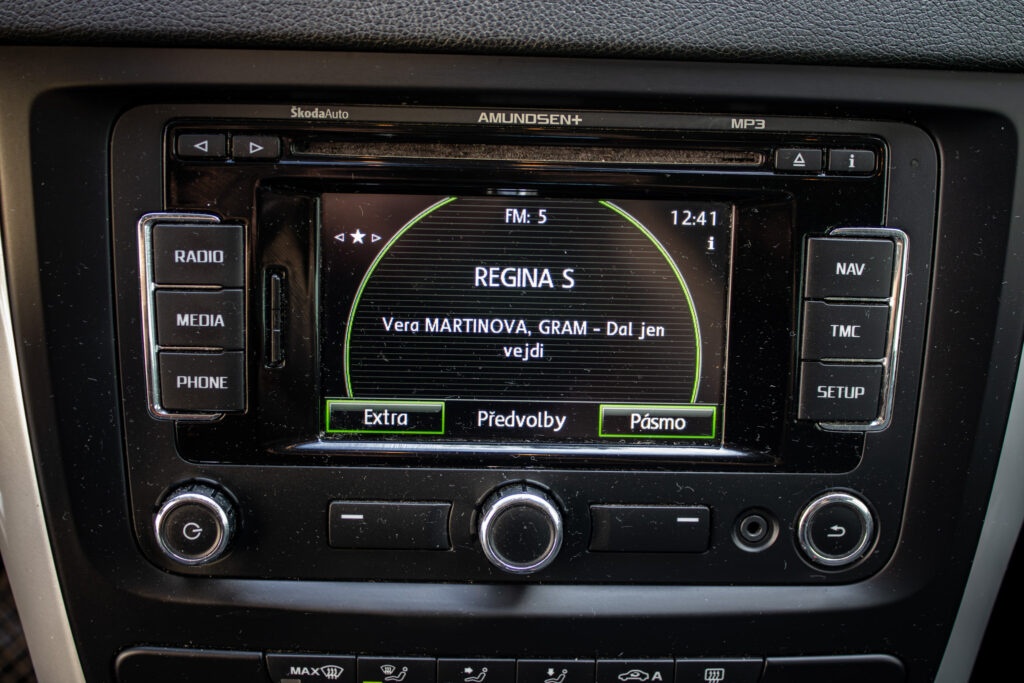 ŠkodaAuto AMUNDSEN+ MP3
i
FM: 5 12:41
i
RADIO
MEDIA
PHONE
REGINA S
Vera MARTINOVA, GRAM - Dal jen
vejdi
Extra Předvolby Pásmo
NAV
TMC
SETUP
MAX A